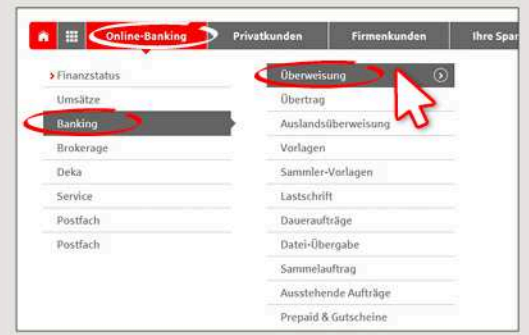 Online-Banking Privatkunden Firmenkunden Ihre Spar
Finanzstatus
Umsätze
Banking
Brokerage
Deka
Service
Postfach
Postfach
Überweisung
Übertrag
Auslandsüberweisung
Vorlagen
Sammler-Vorlagen
Lastschrift
Daueraufträge
Datei-Übergabe
Sammelauftrag
Ausstehende Aufträge
Prepaid & Gutscheine